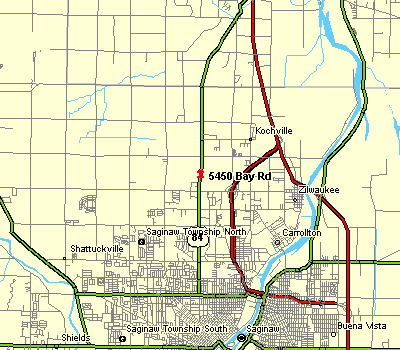 Kochville
5450 Bay Rd
Zilwaukee
Saginaw Township North
84
Carrollton
Shattuckville
Saginaw Township South
Saginaw
Buena Vista
Shields